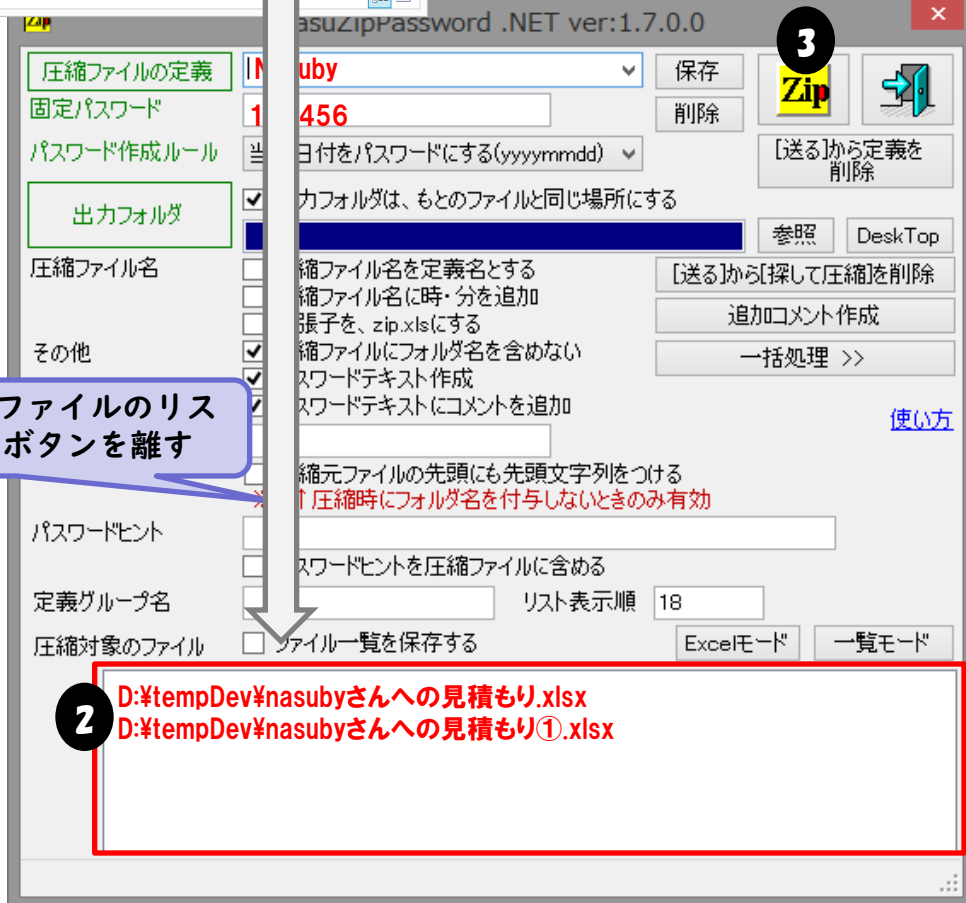 asuZipPassword .NET ver:1.7.0.0
圧縮ファイルの定義 N uby 保存 Zip 3
固定パスワード 1 456 削除
パスワード作成ルール 当 日付をパスワードにする(yyyymmdd) [送る]から定義を
削除
出力フォルダ 力フォルダは、もとのファイルと同じ場所にする
参照 DeskTop
圧縮ファイル名 縮ファイル名を定義名とする [送る]から[探して圧縮]を削除
縮ファイル名に時・分を追加
張子を、zip.xlsにする 追加コメント作成
その他 縮ファイルにフォルダ名を含めない 一括処理 >>
スワードテキスト作成
スワードテキストにコメントを追加 使い方
ファイルのリス
ボタンを離す
縮元ファイルの先頭にも先頭文字列をつける
※ ↑圧縮時にフォルダ名を付与しないときのみ有効
パスワードヒント
スワードヒントを圧縮ファイルに含める
定義グループ名 リスト表示順 18
圧縮対象のファイル ファイル一覧を保存する Excelモード 一覧モード
2
D:¥tempDev¥nasubyさんへの見積もり.xlsx
D:¥tempDev¥nasubyさんへの見積もり①.xlsx